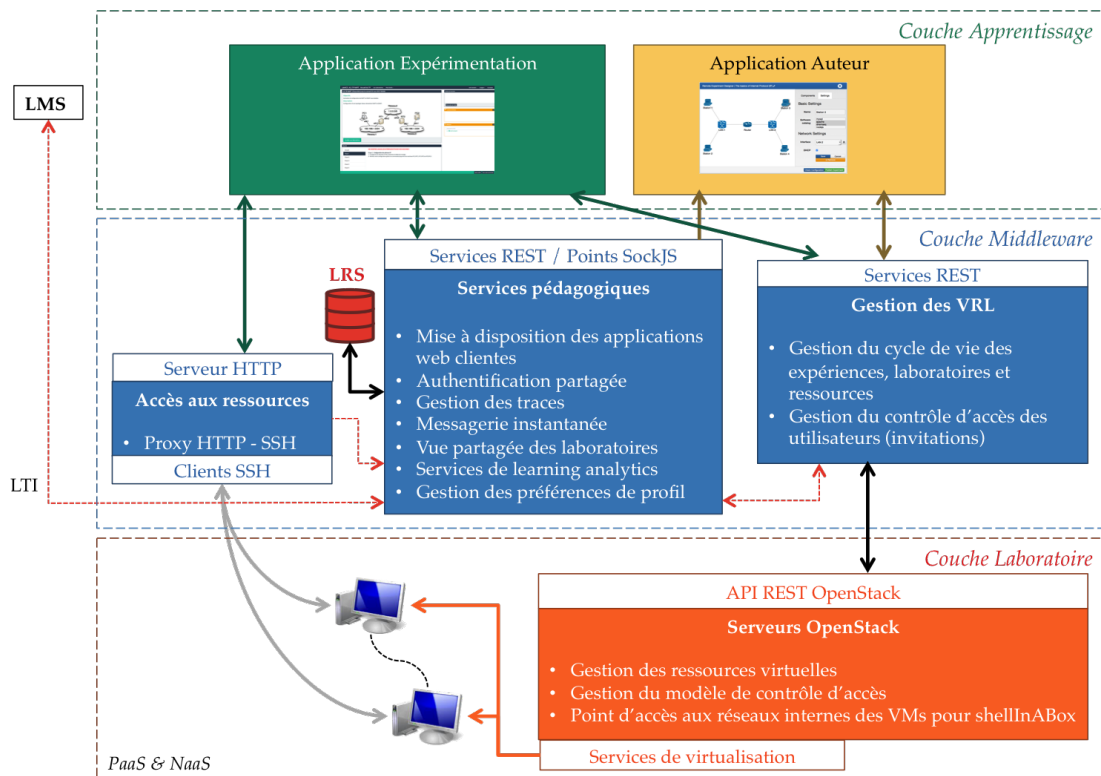 Couche Apprentissage
Application Expérimentation
Application Auteur
LMS
Couche Middleware
Services REST / Points SockJS
Services REST
LRS
Services pédagogiques
Gestion des VRL
• Mise à disposition des applications
web clientes
• Authentification partagée
• Gestion des traces
• Messagerie instantanée
• Vue partagée des laboratoires
• Services de learning analytics
• Gestion des préférences de profil
• Gestion du cycle de vie des
expériences, laboratoires et
ressources
• Gestion du contrôle d'accès des
utilisateurs (invitations)
Serveur HTTP
Accès aux ressources
• Proxy HTTP - SSH
Clients SSH
LTI
Couche Laboratoire
API REST OpenStack
Serveurs OpenStack
• Gestion des ressources virtuelles
• Gestion du modèle de contrôle d'accès
• Point d'accès aux réseaux internes des VMs pour shellInABox
Services de virtualisation
PaaS & NaaS